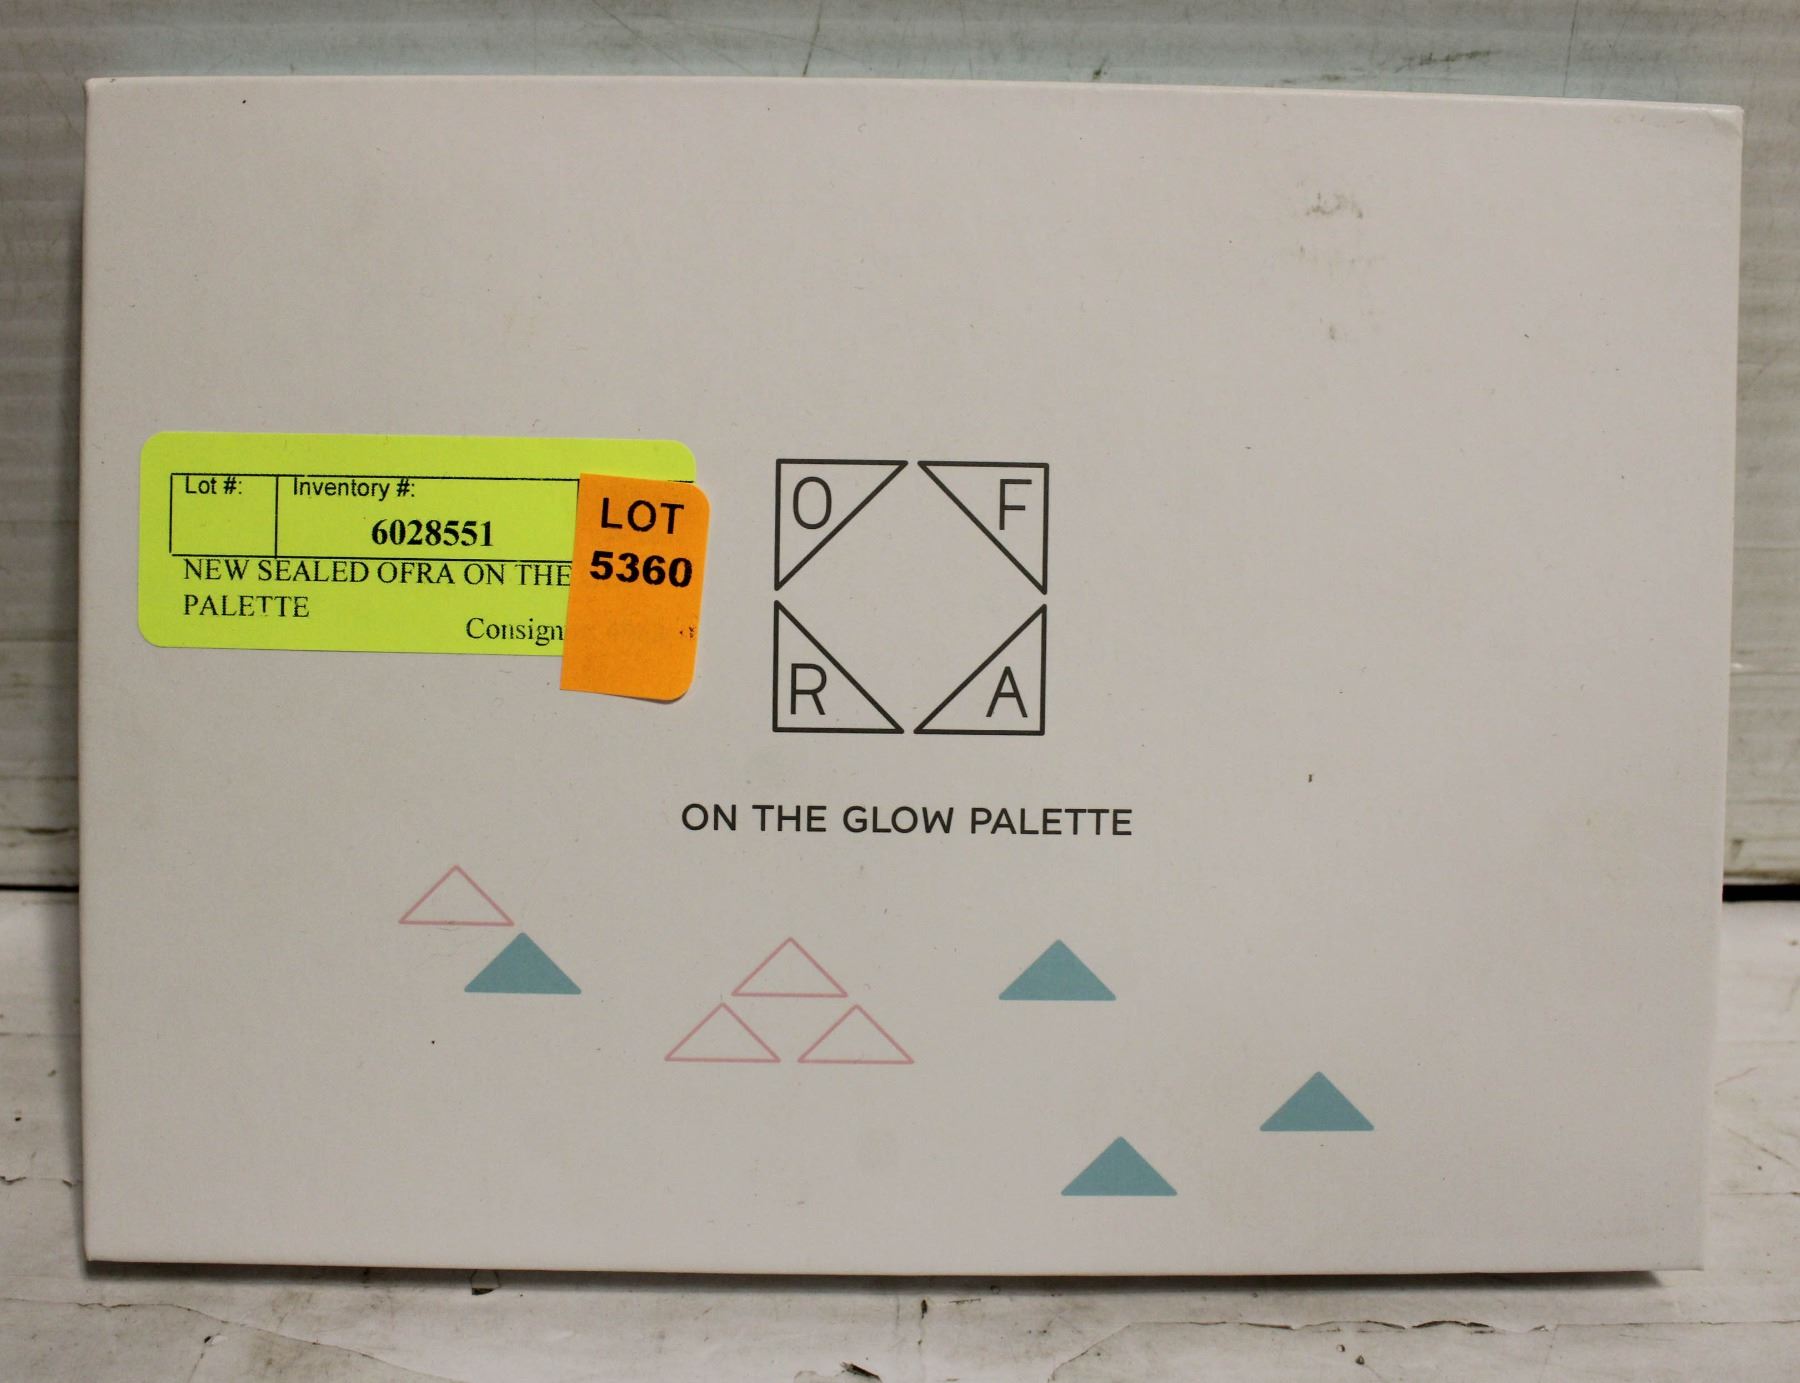 Lot #:
Inventory #:
6028551
NEW SEALED OFRA ON THE
PALETTE
Consign
LOT
5360
O F
R A
ON THE GLOW PALETTE